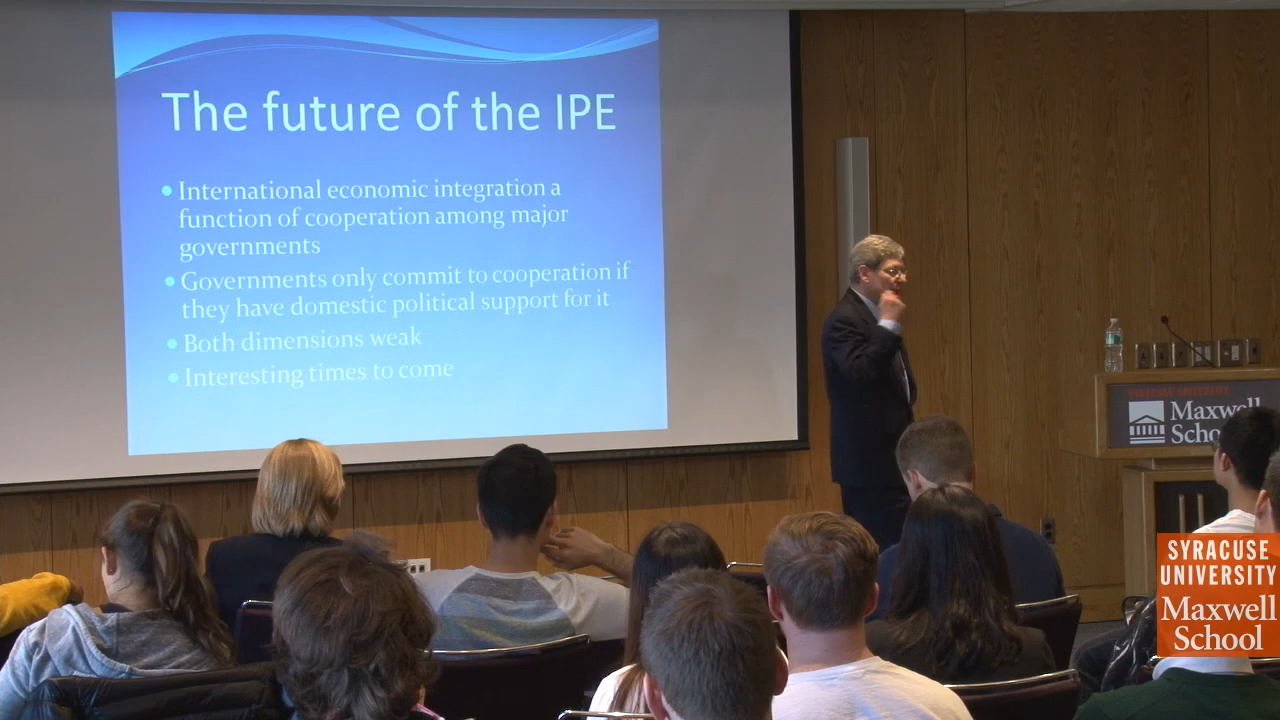 The future of the IPE
• International economic integration a
function of cooperation among major
governments
• Governments only commit to cooperation if
they have domestic political support for it
• Both dimensions weak
• Interesting times to come
SYRACUSE UNIVERSITY
Maxwell
SYRACUSE
UNIVERSITY
Maxwell
School